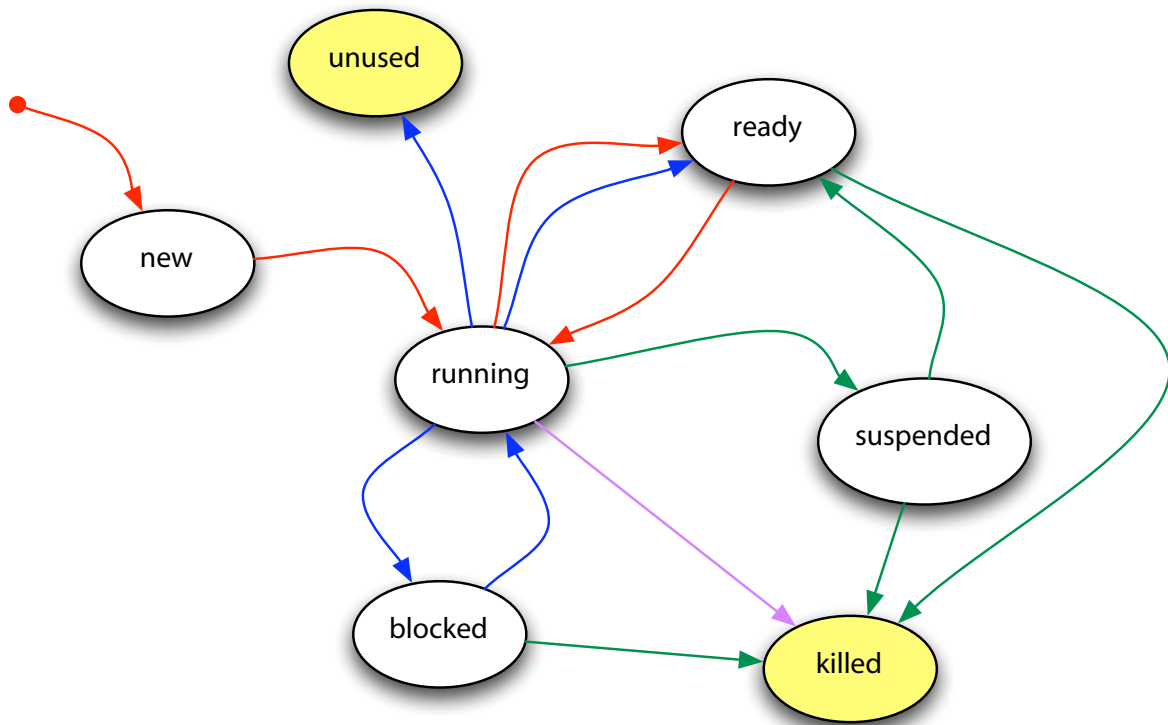 unused
ready
new
running
suspended
blocked
killed